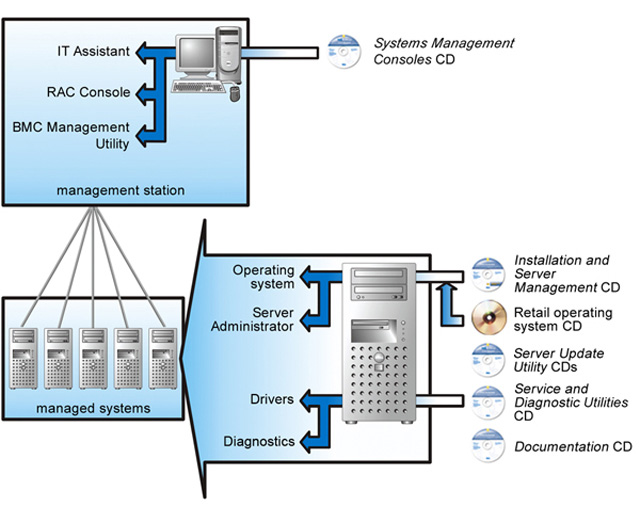 IT Assistant
RAC Console
BMC Management
Utility
management station
Systems Management
Consoles CD
managed systems
Operating
system
Server
Administrator
Drivers
Diagnostics
Installation and
Server
Management CD
Retail operating
system CD
Server Update
Utility CDs
Service and
Diagnostic Utilities
CD
Documentation CD